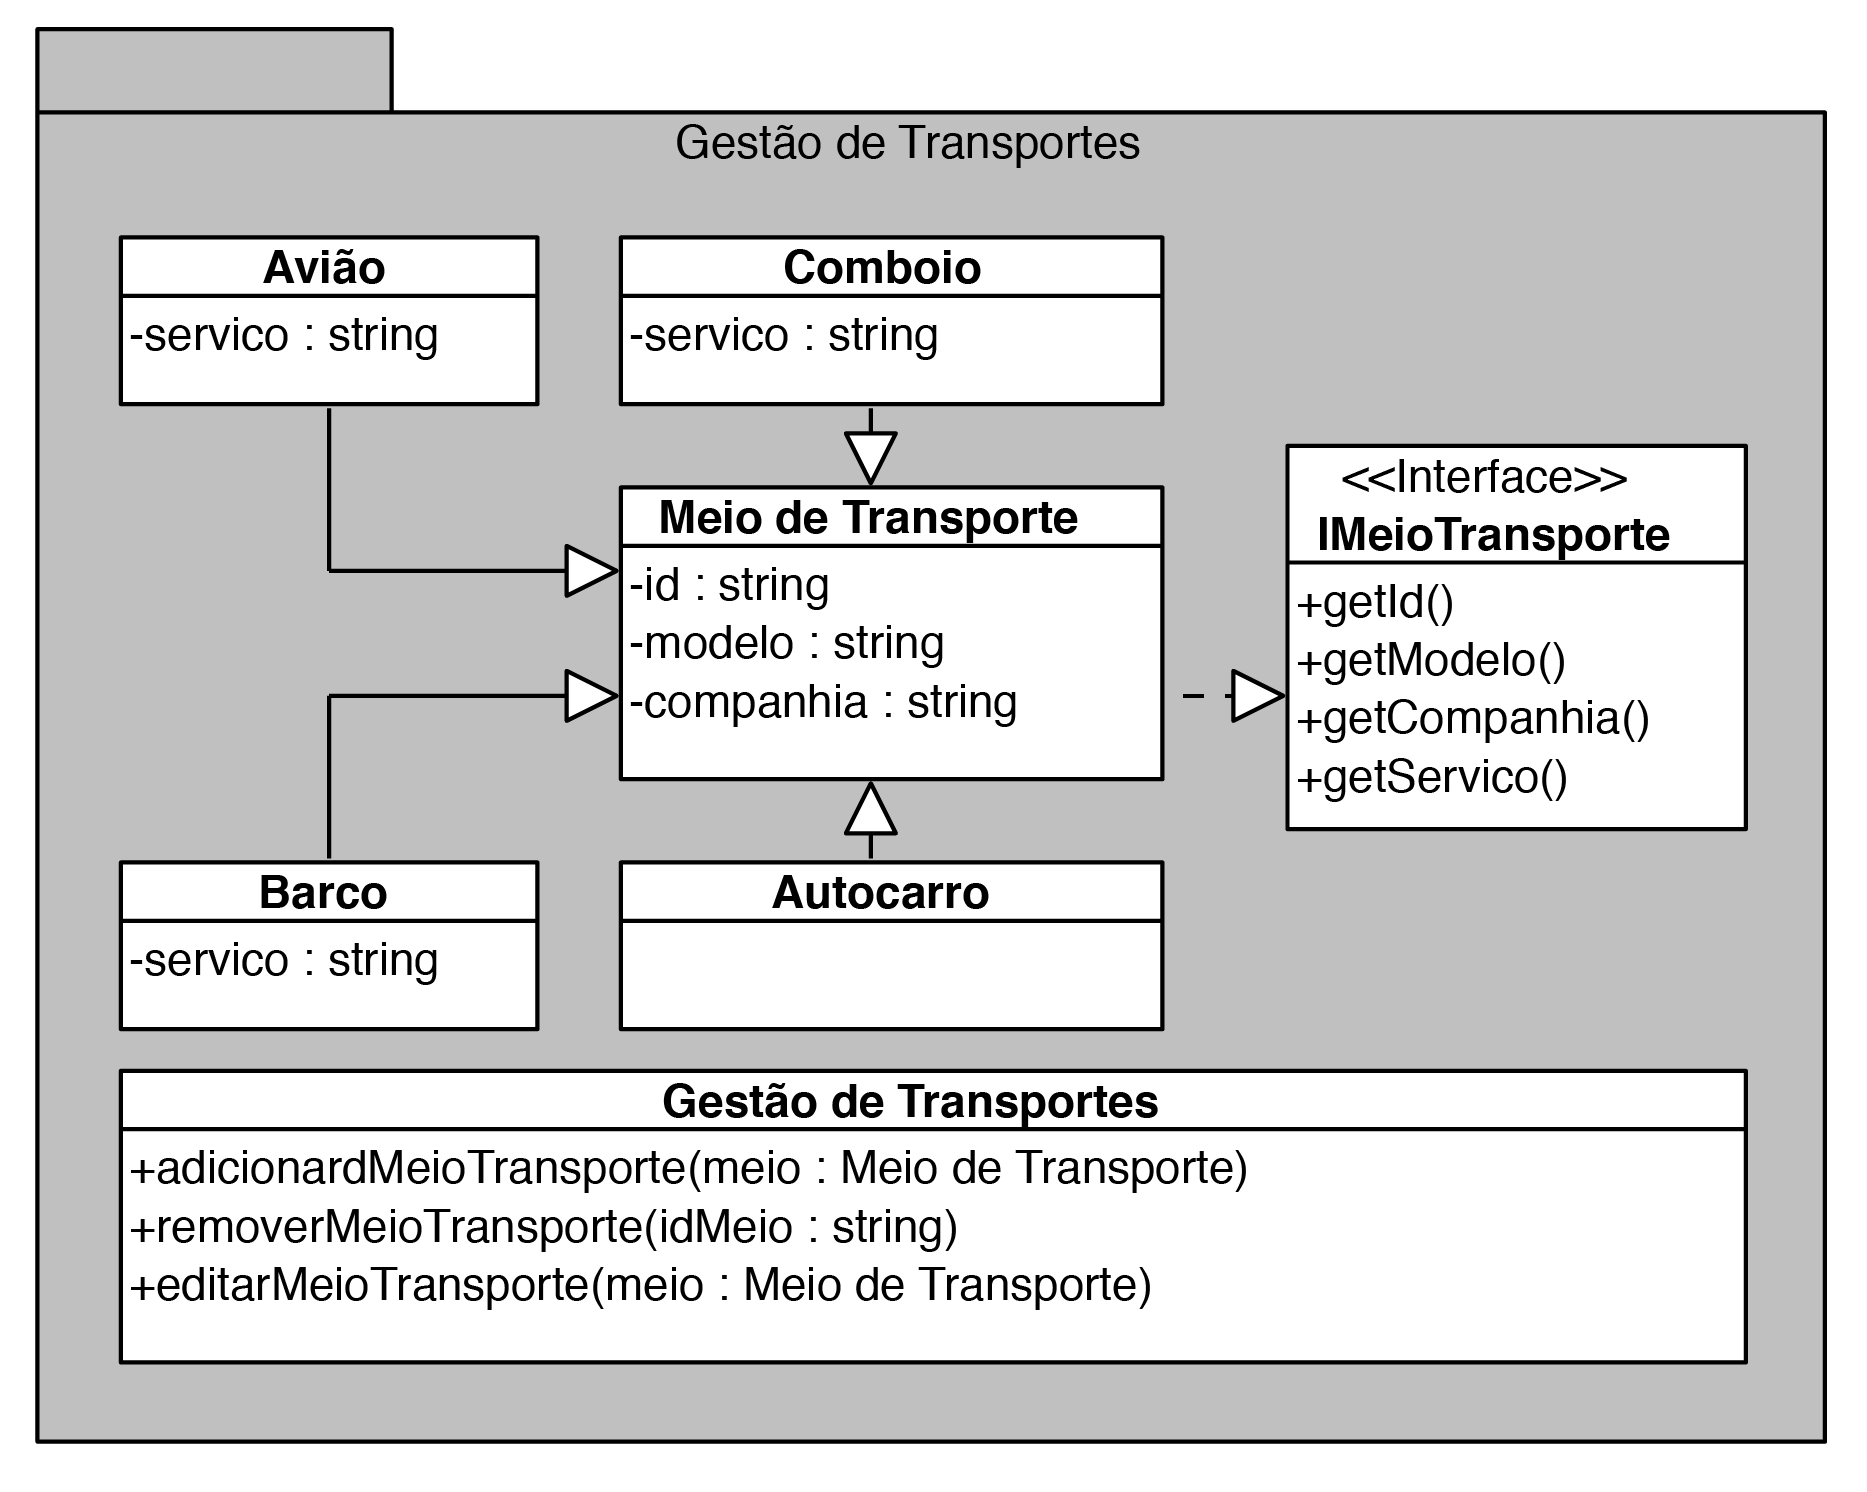 Gestão de Transportes
Avião
-servico : string
Comboio
-servico : string
Meio de Transporte
-id : string
-modelo : string
-companhia : string
<<Interface>>
IMeioTransporte
+getId()
+getModelo()
+getCompanhia()
+getServico()
Barco
-servico : string
Autocarro
Gestão de Transportes
+adicionardMeioTransporte(meio : Meio de Transporte)
+removerMeioTransporte(idMeio : string)
+editarMeioTransporte(meio : Meio de Transporte)